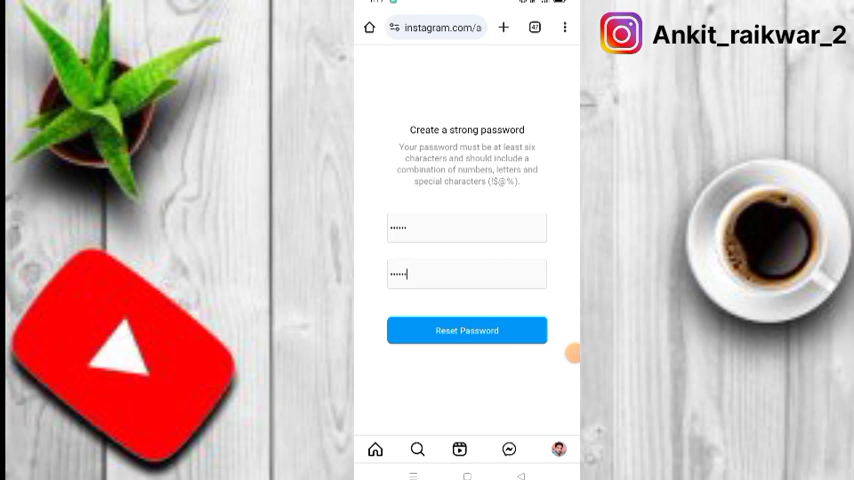 instagram.com/a
47
Ankit_raikwar_2
Create a strong password
Your password must be at least six
characters and should include a
combination of numbers, letters and
special characters (!$@%).
••••••
••••••
Reset Password